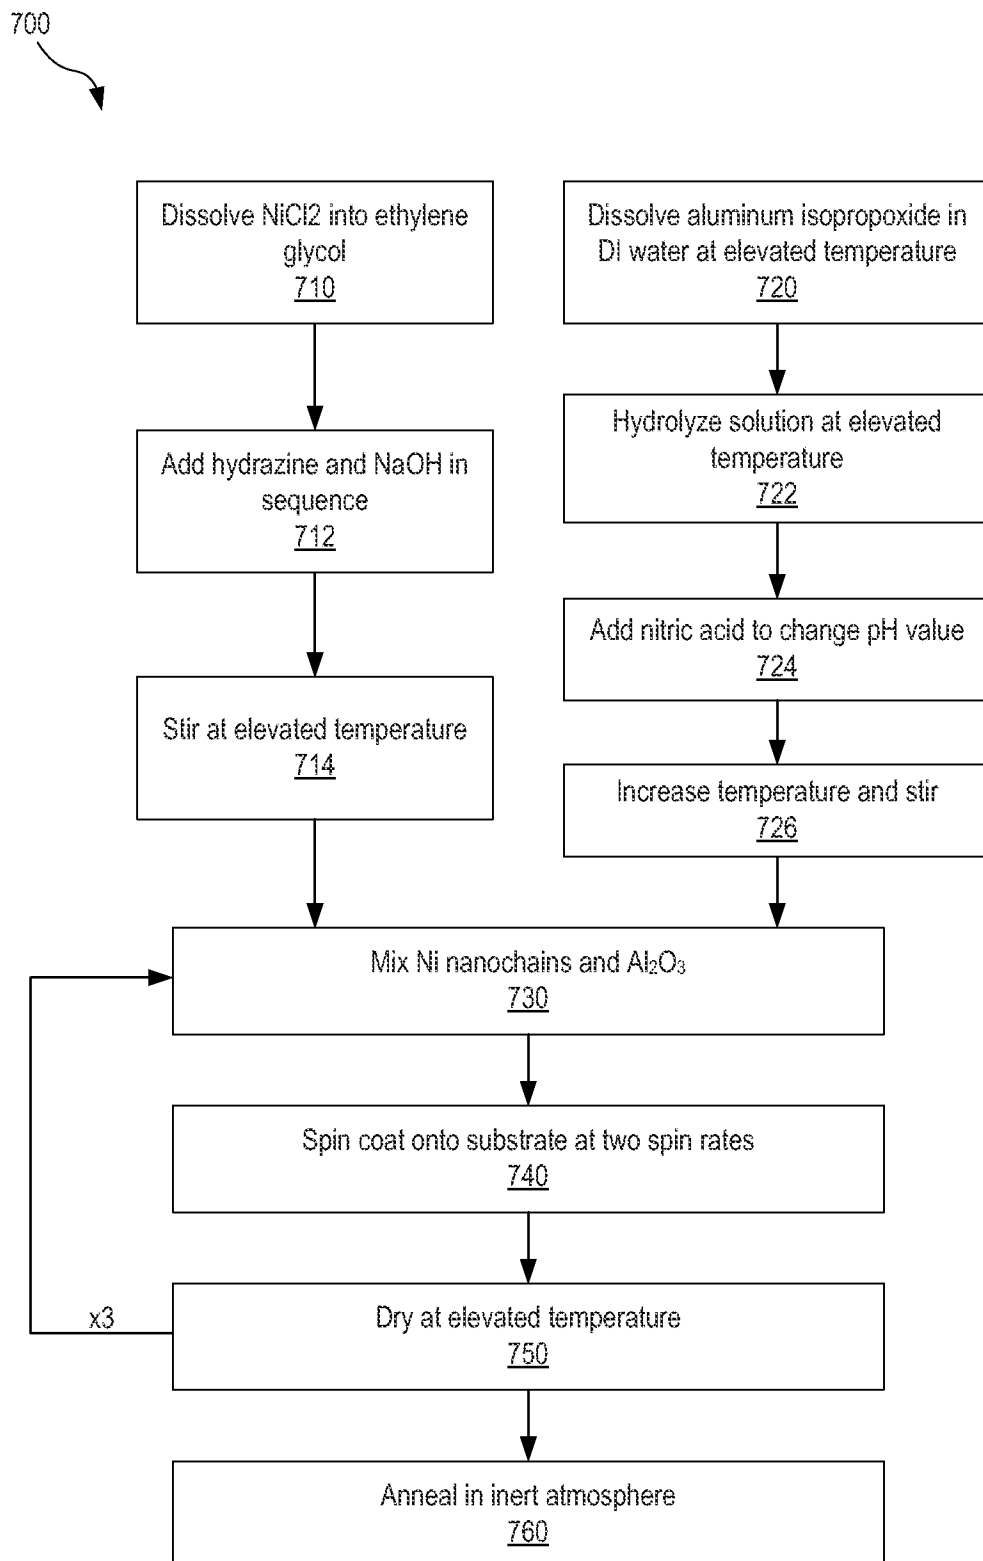 700
Dissolve NiCl2 into ethylene
glycol
710
Dissolve aluminum isopropoxide in
DI water at elevated temperature
720
Add hydrazine and NaOH in
sequence
712
Hydrolyze solution at elevated
temperature
722
Stir at elevated temperature
714
Add nitric acid to change pH value
724
Increase temperature and stir
726
Mix Ni nanochains and Al₂O₃
730
Spin coat onto substrate at two spin rates
740
x3
Dry at elevated temperature
750
Anneal in inert atmosphere
760